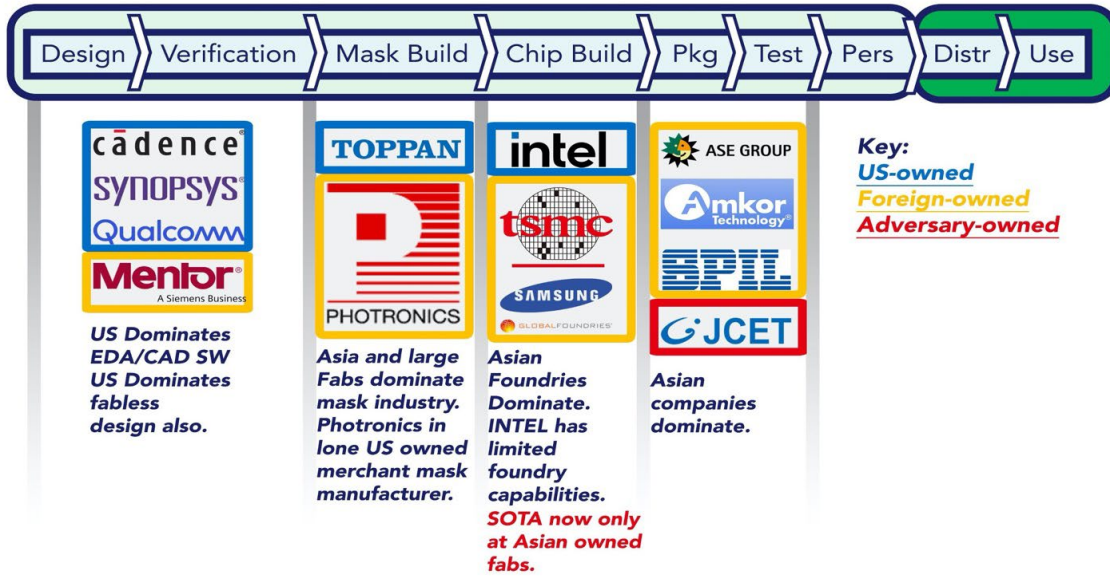 Design
Verification
Mask Build
Chip Build
Pkg
Test
Pers
Distr
Use
cādence®
SYNOPSYS®
Qualcomm
Mentor®
A Siemens Business
US Dominates
EDA/CAD SW
US Dominates
fabless
design also.
TOPPAN
PHOTRONICS
Asia and large
Fabs dominate
mask industry.
Photronics in
lone US owned
merchant mask
manufacturer.
intel
tsmc
SAMSUNG
GLOBALFOUNDRIES®
Asian
Foundries
Dominate.
INTEL has
limited
foundry
capabilities.
SOTA now only
at Asian owned
fabs.
ASE GROUP
Amkor
Technology®
SPIL
JCET
Asian
companies
dominate.
Key:
US-owned
Foreign-owned
Adversary-owned